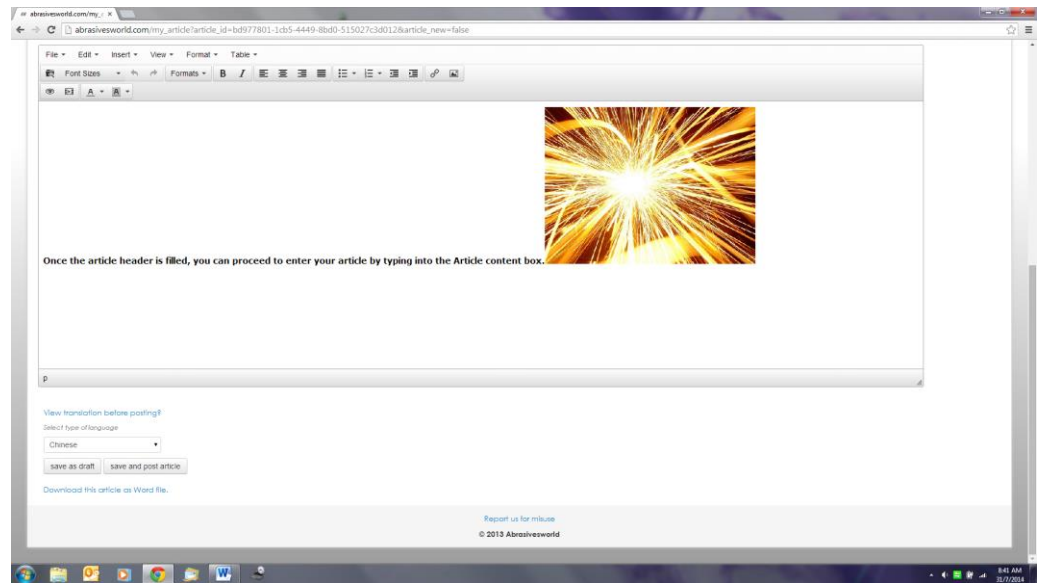 abrasivesworld.com/my_
abrasivesworld.com/my_article?article_id=bd977801-1cb5-4449-8bd0-515027c3d012&article_new=false
File Edit Insert View Format Table
Font Sizes Formats B I
A A
Once the article header is filled, you can proceed to enter your article by typing into the Article content box.
p
View translation before posting?
Select type of language
Chinese
save as draft save and post article
Download this article as Word file.
Report us for misuse
© 2013 Abrasivesworld
8:41 AM
31/7/2014